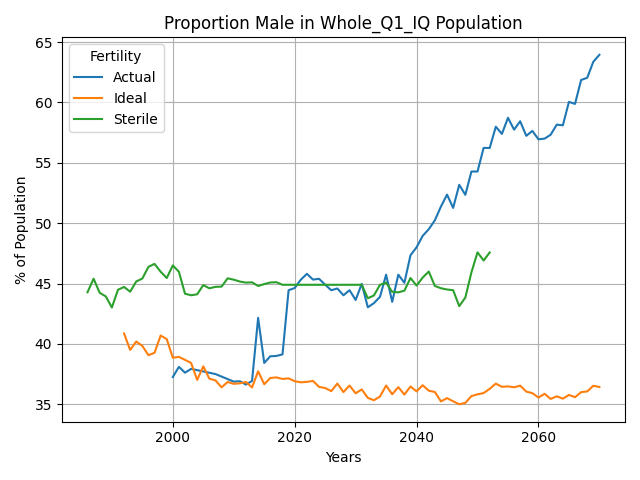 Proportion Male in Whole_Q1_IQ Population
% of Population
65
60
55
50
45
40
35
Fertility
Actual
Ideal
Sterile
2000
2020
2040
2060
Years